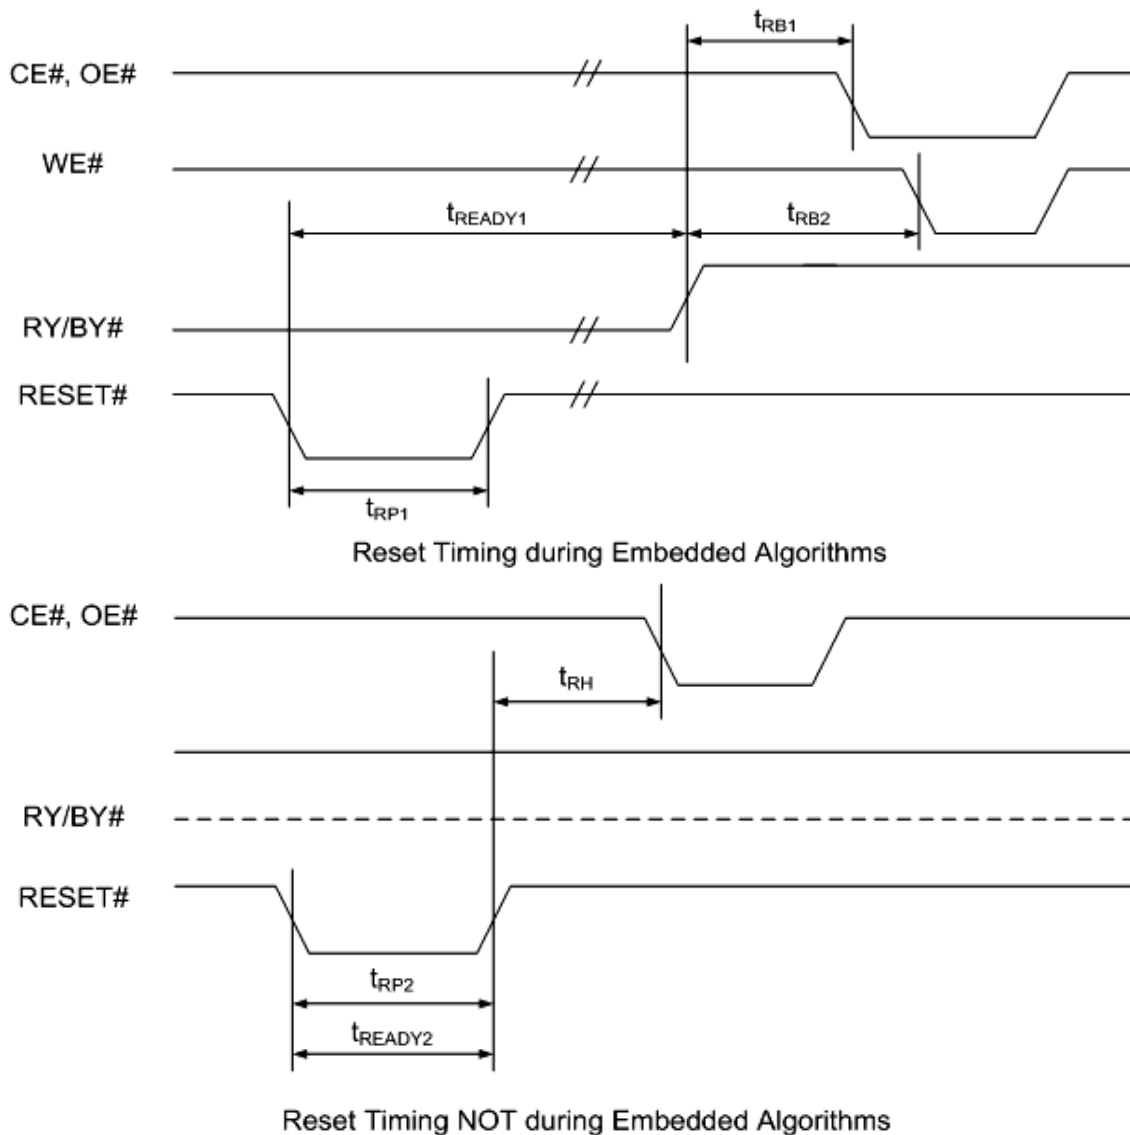 tRB1
CE#, OE#
WE#
tREADY1
tRB2
RY/BY#
RESET#
tRP1
Reset Timing during Embedded Algorithms
CE#, OE#
tRH
RY/BY#
RESET#
tRP2
tREADY2
Reset Timing NOT during Embedded Algorithms